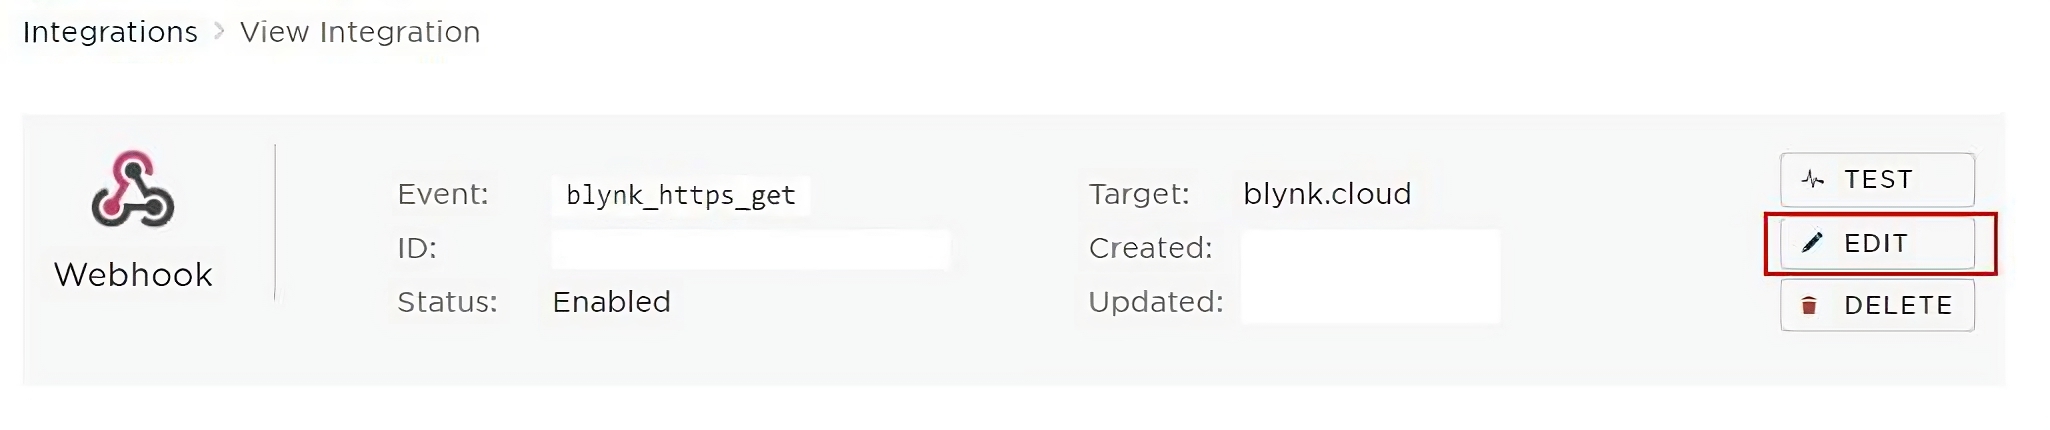 Integrations > View Integration
Webhook
Event: blynk_https_get
ID:
Status: Enabled
Target: blynk.cloud
Created:
Updated:
TEST
EDIT
DELETE